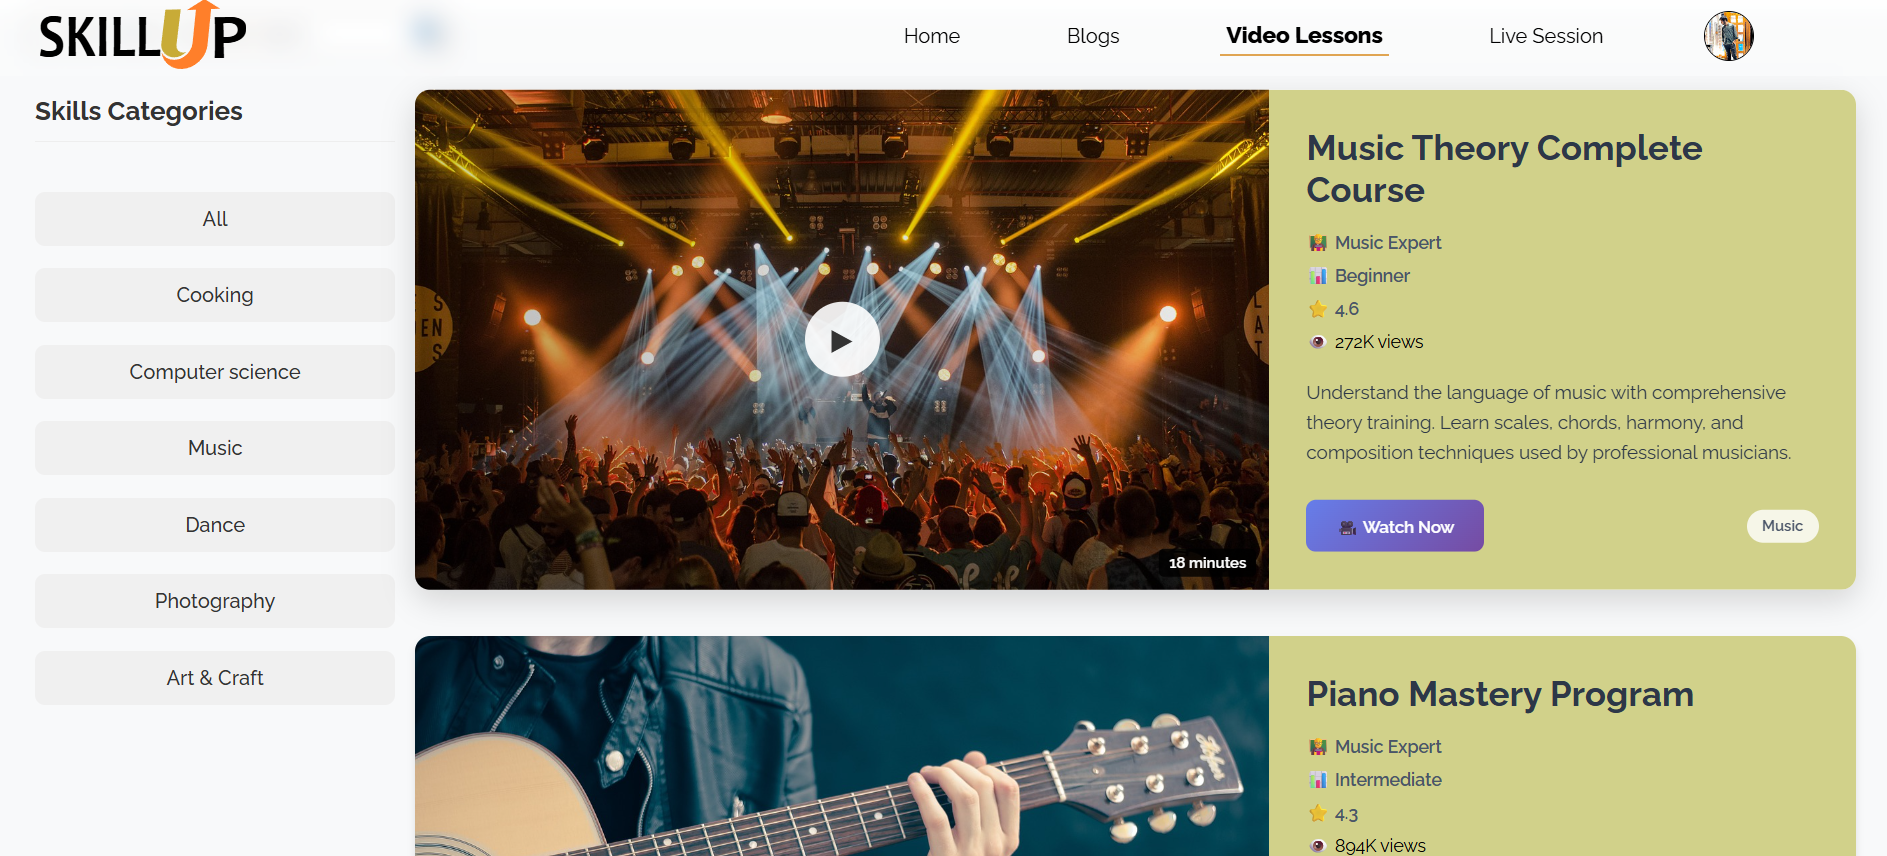 SKILLUP
Home
Blogs
Video Lessons
Live Session
Skills Categories
All
Cooking
Computer science
Music
Dance
Photography
Art & Craft
18 minutes
Music Theory Complete
Course
Music Expert
Beginner
4.6
272K views
Understand the language of music with comprehensive
theory training. Learn scales, chords, harmony, and
composition techniques used by professional musicians.
Watch Now
Music
Piano Mastery Program
Music Expert
Intermediate
4.3
894K views